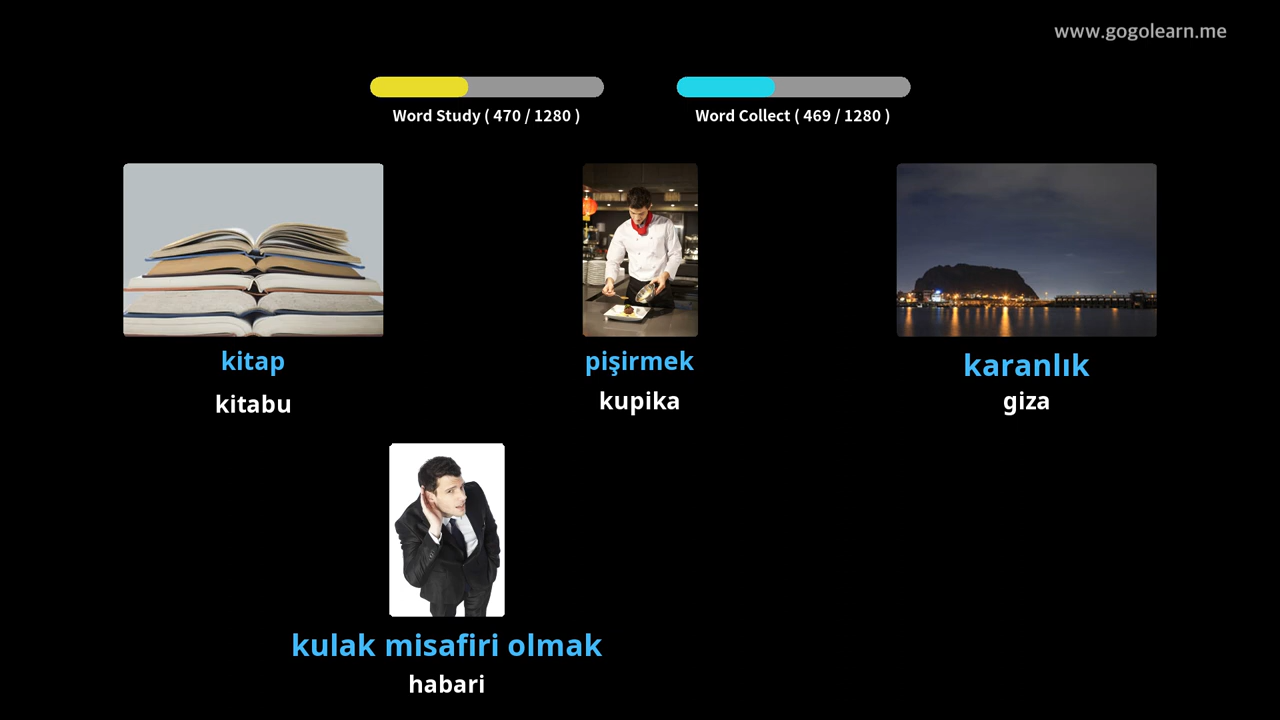 www.gogolearn.me
Word Study ( 470 / 1280 )
Word Collect ( 469 / 1280 )
kitap
pişirmek
karanlık
kitabu
kupika
giza
kulak misafiri olmak
habari